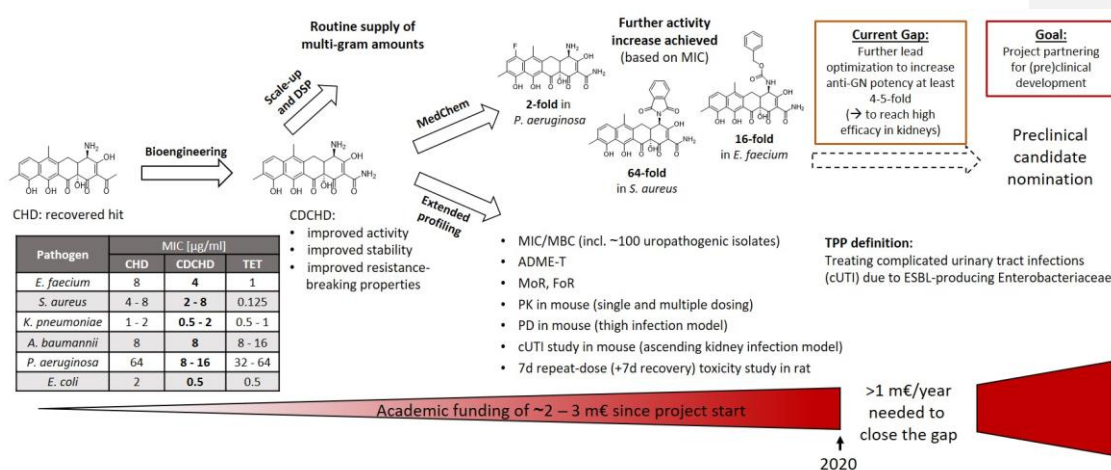 Routine supply of
multi-gram amounts
Scale-up
and DSP
Bioengineering
MedChem
Extended
profiling
CHD: recovered hit
CDCHD:
• improved activity
• improved stability
• improved resistance-
breaking properties
Further activity
increase achieved
(based on MIC)
2-fold in
P. aeruginosa
64-fold
in S. aureus
16-fold
in E. faecium
Current Gap:
Further lead
optimization to increase
anti-GN potency at least
4-5-fold
(→ to reach high
efficacy in kidneys)
Goal:
Project partnering
for (pre)clinical
development
Preclinical
candidate
nomination
Pathogen MIC [µg/ml]
CHD CDCHD TET
E. faecium 8 4 1
S. aureus 4 - 8 2 - 8 0.125
K. pneumoniae 1 - 2 0.5 - 2 0.5 - 1
A. baumannii 8 8 8 - 16
P. aeruginosa 64 8 - 16 32 - 64
E. coli 2 0.5 0.5
• MIC/MBC (incl. ~100 uropathogenic isolates)
• ADME-T
• MoR, FoR
• PK in mouse (single and multiple dosing)
• PD in mouse (thigh infection model)
• cUTI study in mouse (ascending kidney infection model)
• 7d repeat-dose (+7d recovery) toxicity study in rat
TPP definition:
Treating complicated urinary tract infections
(cUTI) due to ESBL-producing Enterobacteriaceae
Academic funding of ~2 – 3 m€ since project start
2020
>1 m€/year
needed to
close the gap